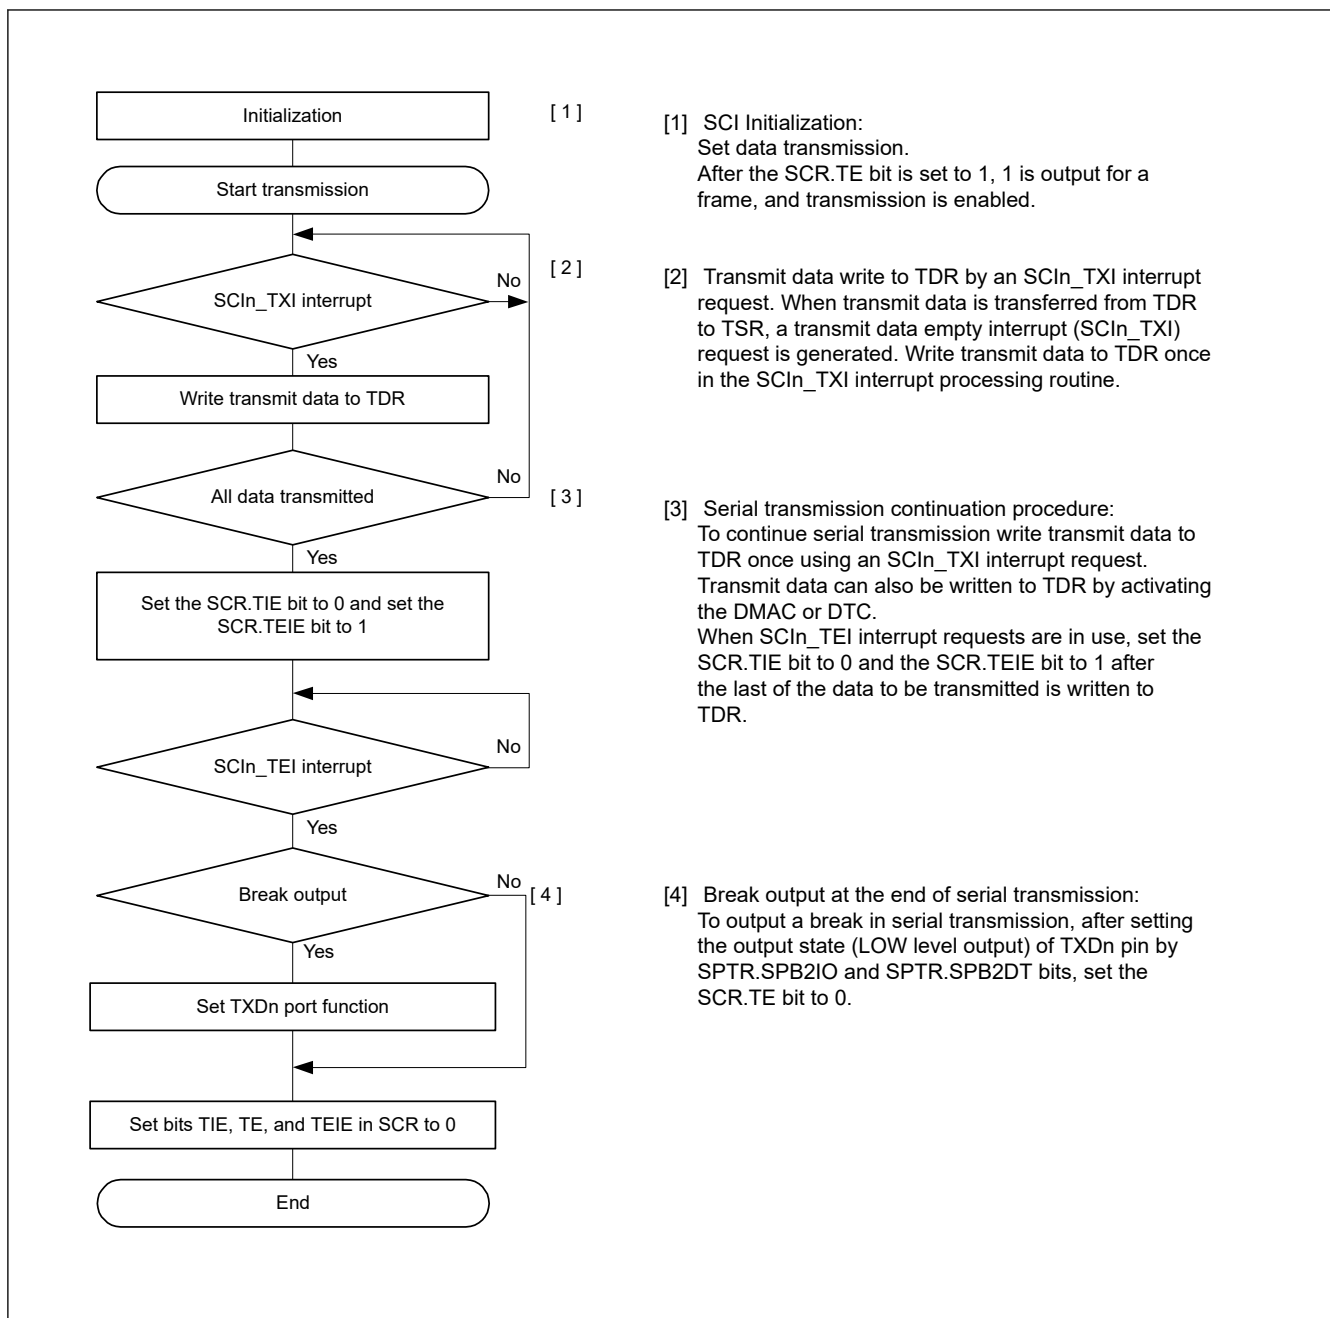 Initialization
[ 1 ]
Start transmission
SCIn_TXI interrupt
No
[ 2 ]
Yes
Write transmit data to TDR
All data transmitted
No
[ 3 ]
Yes
Set the SCR.TIE bit to 0 and set the
SCR.TEIE bit to 1
SCIn_TEI interrupt
No
Yes
Break output
No
[ 4 ]
Yes
Set TXDn port function
Set bits TIE, TE, and TEIE in SCR to 0
End
[1] SCI Initialization:
Set data transmission.
After the SCR.TE bit is set to 1, 1 is output for a
frame, and transmission is enabled.
[2] Transmit data write to TDR by an SCIn_TXI interrupt
request. When transmit data is transferred from TDR
to TSR, a transmit data empty interrupt (SCIn_TXI)
request is generated. Write transmit data to TDR once
in the SCIn_TXI interrupt processing routine.
[3] Serial transmission continuation procedure:
To continue serial transmission write transmit data to
TDR once using an SCIn_TXI interrupt request.
Transmit data can also be written to TDR by activating
the DMAC or DTC.
When SCIn_TEI interrupt requests are in use, set the
SCR.TIE bit to 0 and the SCR.TEIE bit to 1 after
the last of the data to be transmitted is written to
TDR.
[4] Break output at the end of serial transmission:
To output a break in serial transmission, after setting
the output state (LOW level output) of TXDn pin by
SPTR.SPB2IO and SPTR.SPB2DT bits, set the
SCR.TE bit to 0.